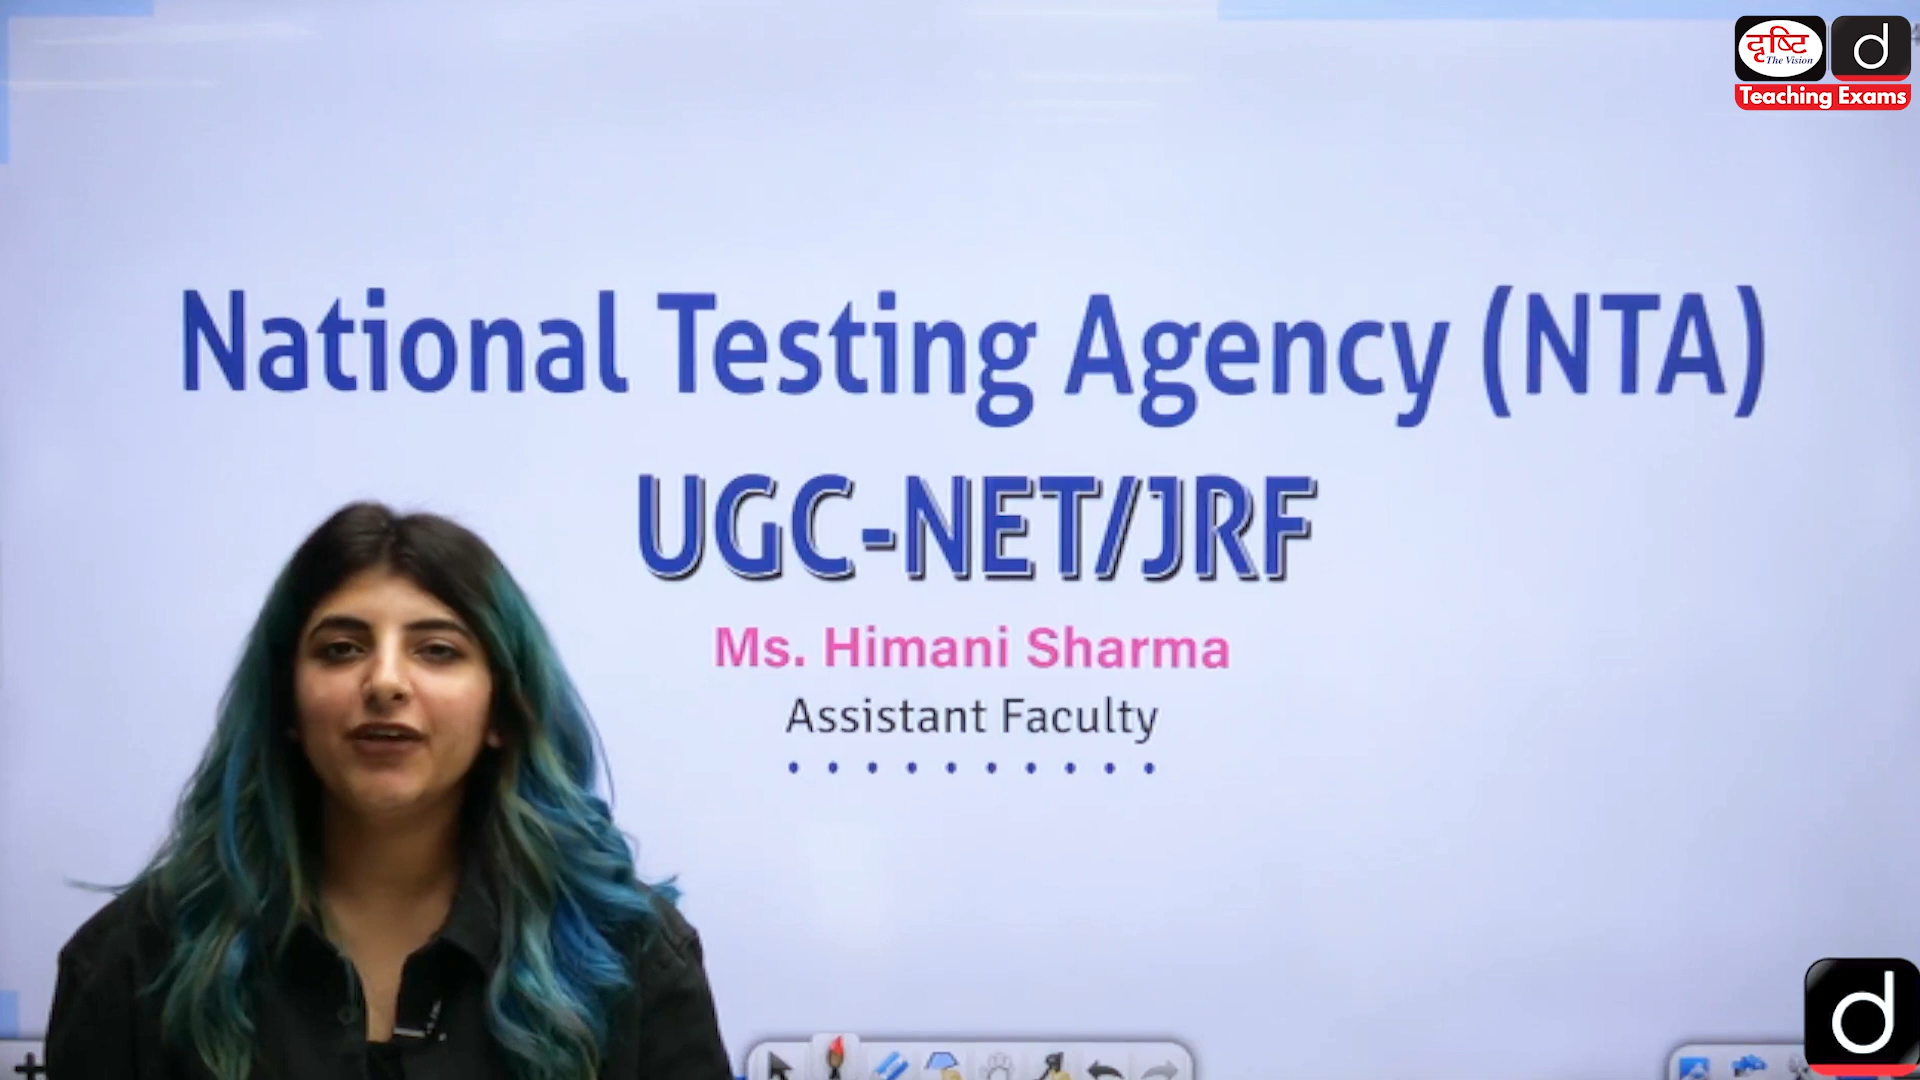 दृष्टि
The Vision
d
Teaching Exams
National Testing Agency (NTA)
UGC-NET/JRF
Ms. Himani Sharma
Assistant Faculty
d